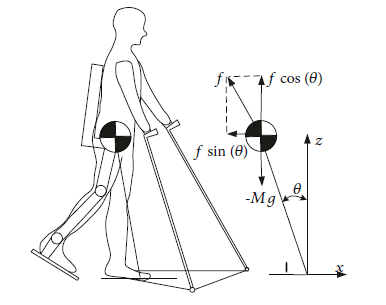 f
f cos (θ)
z
f sin (θ)
-Mg
θ
x